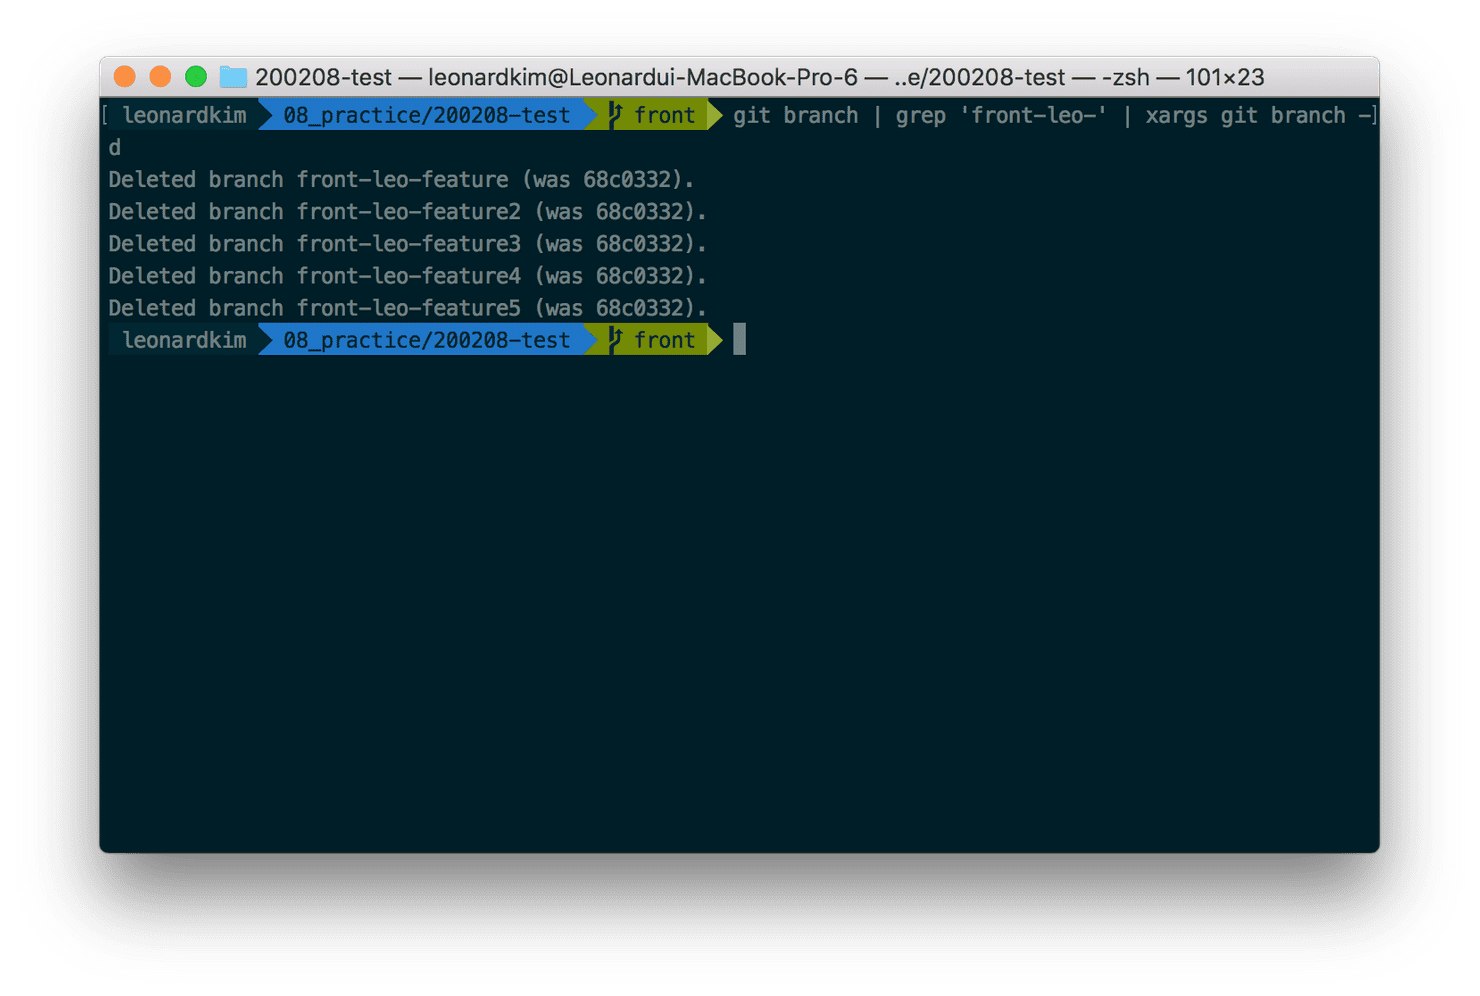 200208-test — leonardkim@Leonardui-MacBook-Pro-6 — ..e/200208-test — -zsh — 101×23
[ leonardkim 08_practice/200208-test front git branch | grep 'front-leo-' | xargs git branch -]
d
Deleted branch front-leo-feature (was 68c0332).
Deleted branch front-leo-feature2 (was 68c0332).
Deleted branch front-leo-feature3 (was 68c0332).
Deleted branch front-leo-feature4 (was 68c0332).
Deleted branch front-leo-feature5 (was 68c0332).
leonardkim 08_practice/200208-test front